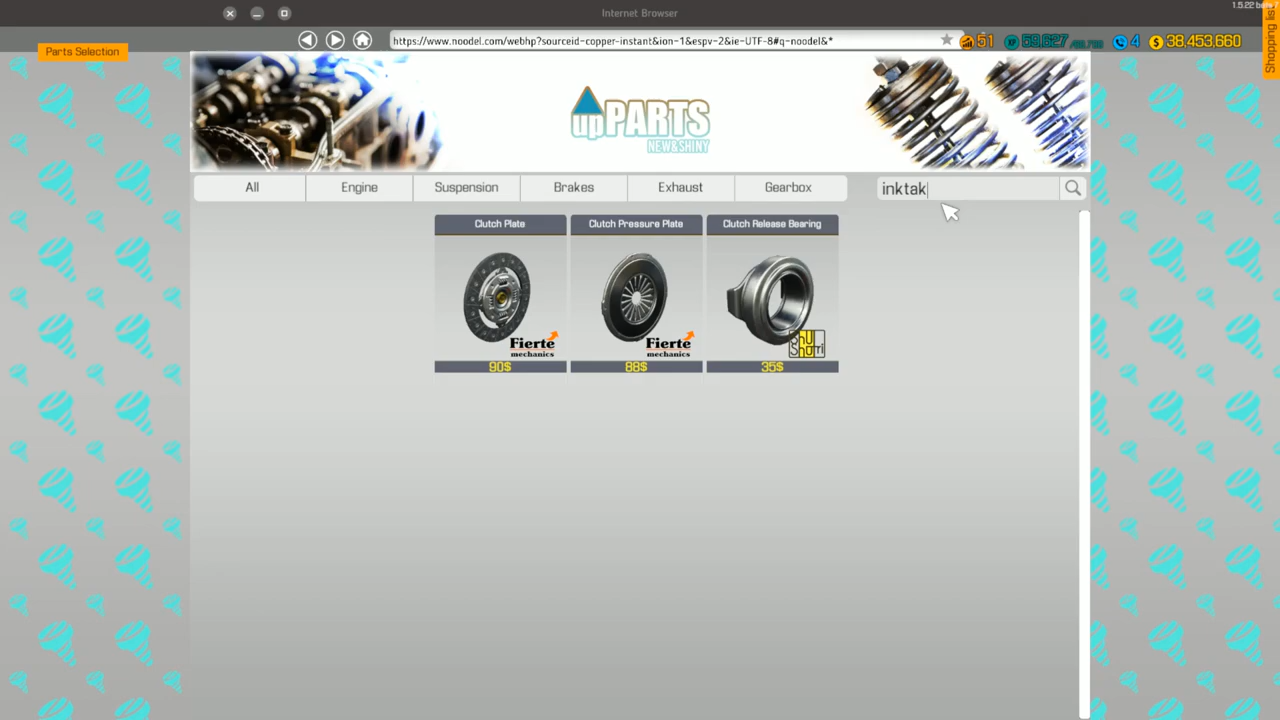 Internet Browser
1.5.22 beta /
Parts Selection
https://www.noodel.com/webhp?sourceid-copper-instant&ion-1&espv-2&ie-UTF-8#q-noodel&*
51
4
38,453,660
Shopping list
upPARTS
NEW&SHINY
All
Engine
Suspension
Brakes
Exhaust
Gearbox
inktak
Clutch Plate
Clutch Pressure Plate
Clutch Release Bearing
Fierte
mechanics
Fierte
mechanics
90$
88$
35$